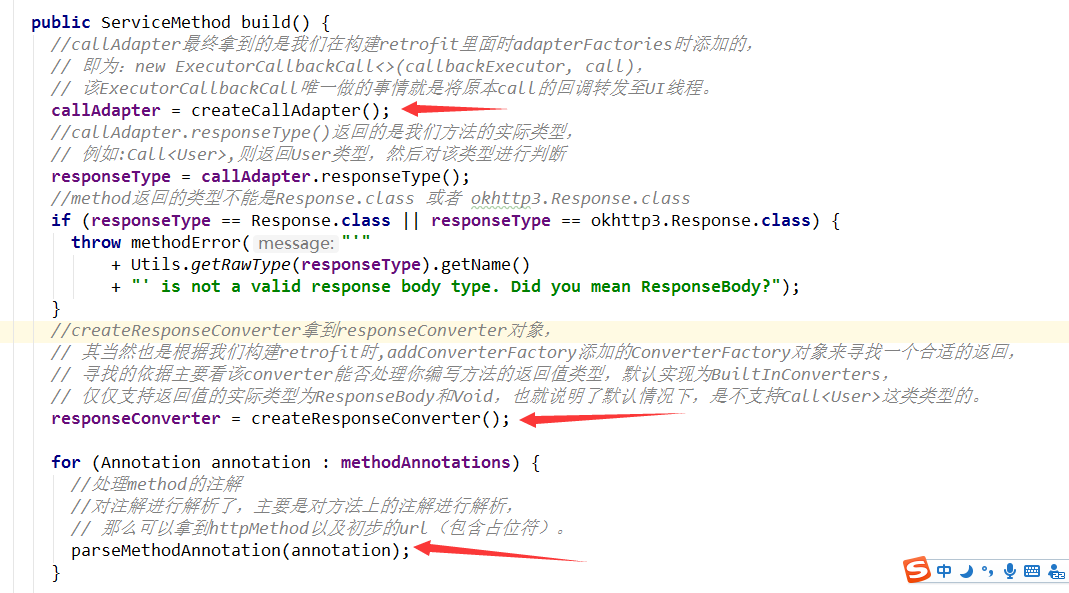 public ServiceMethod build() {
//callAdapter最终拿到的是我们在构建retrofit里面时adapterFactories时添加的，
// 即为：new ExecutorCallbackCall<>(callbackExecutor, call)，
// 该ExecutorCallbackCall唯一做的事情就是将原本call的回调转发至UI线程。
callAdapter = createCallAdapter();
//callAdapter.responseType()返回的是我们方法的实际类型，
// 例如:Call<User>,则返回User类型，然后对该类型进行判断
responseType = callAdapter.responseType();
//method返回的类型不能是Response.class 或者 okhttp3.Response.class
if (responseType == Response.class || responseType == okhttp3.Response.class) {
throw methodError( message: "'"
+ Utils.getRawType(responseType).getName()
+ "' is not a valid response body type. Did you mean ResponseBody?");
}
//createResponseConverter拿到responseConverter对象，
// 其当然也是根据我们构建retrofit时,addConverterFactory添加的ConverterFactory对象来寻找一个合适的返回，
// 寻找的依据主要看该converter能否处理你编写方法的返回值类型，默认实现为BuiltInConverters，
// 仅仅支持返回值的实际类型为ResponseBody和Void，也就说明了默认情况下，是不支持Call<User>这类类型的。
responseConverter = createResponseConverter();
for (Annotation annotation : methodAnnotations) {
//处理method的注解
//对注解进行解析了，主要是对方法上的注解进行解析，
// 那么可以拿到httpMethod以及初步的url（包含占位符）。
parseMethodAnnotation(annotation);
}
S 中